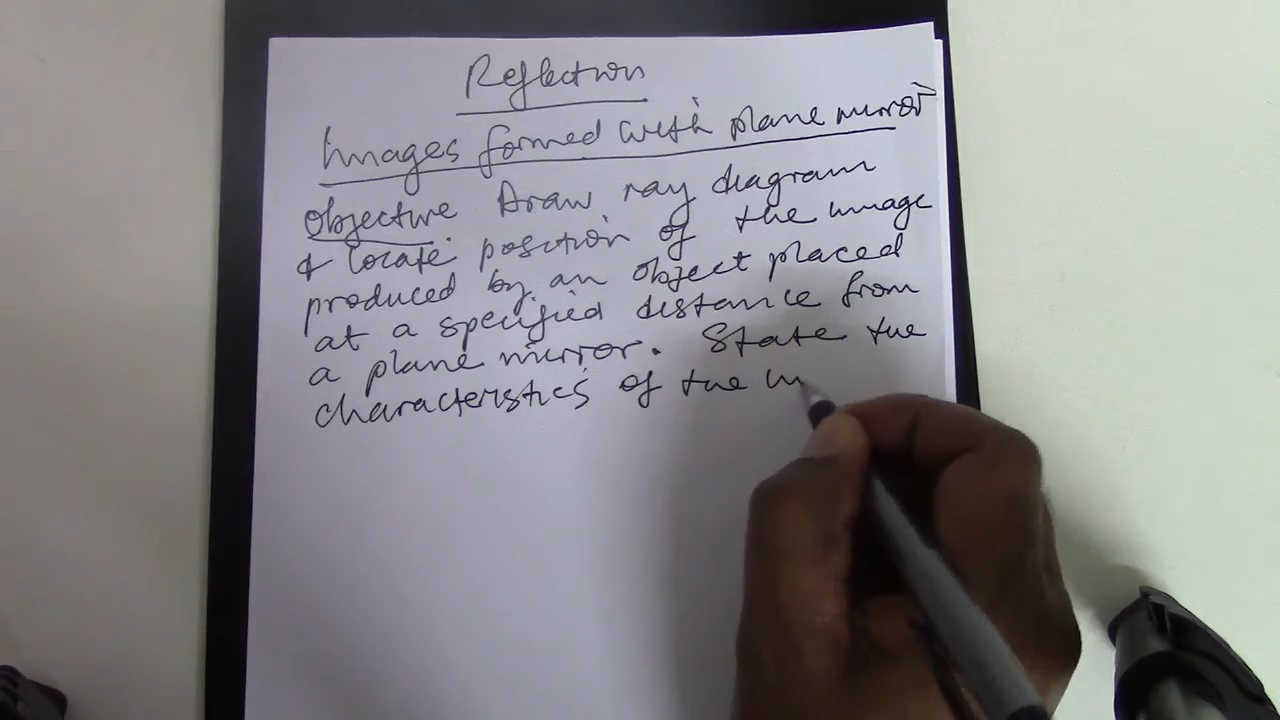 Reflection
Images formed with plane mirror
Objective Draw ray diagram
& locate position of the image
produced by an object placed
at a specified distance from
a plane mirror. State the
characteristics of the im